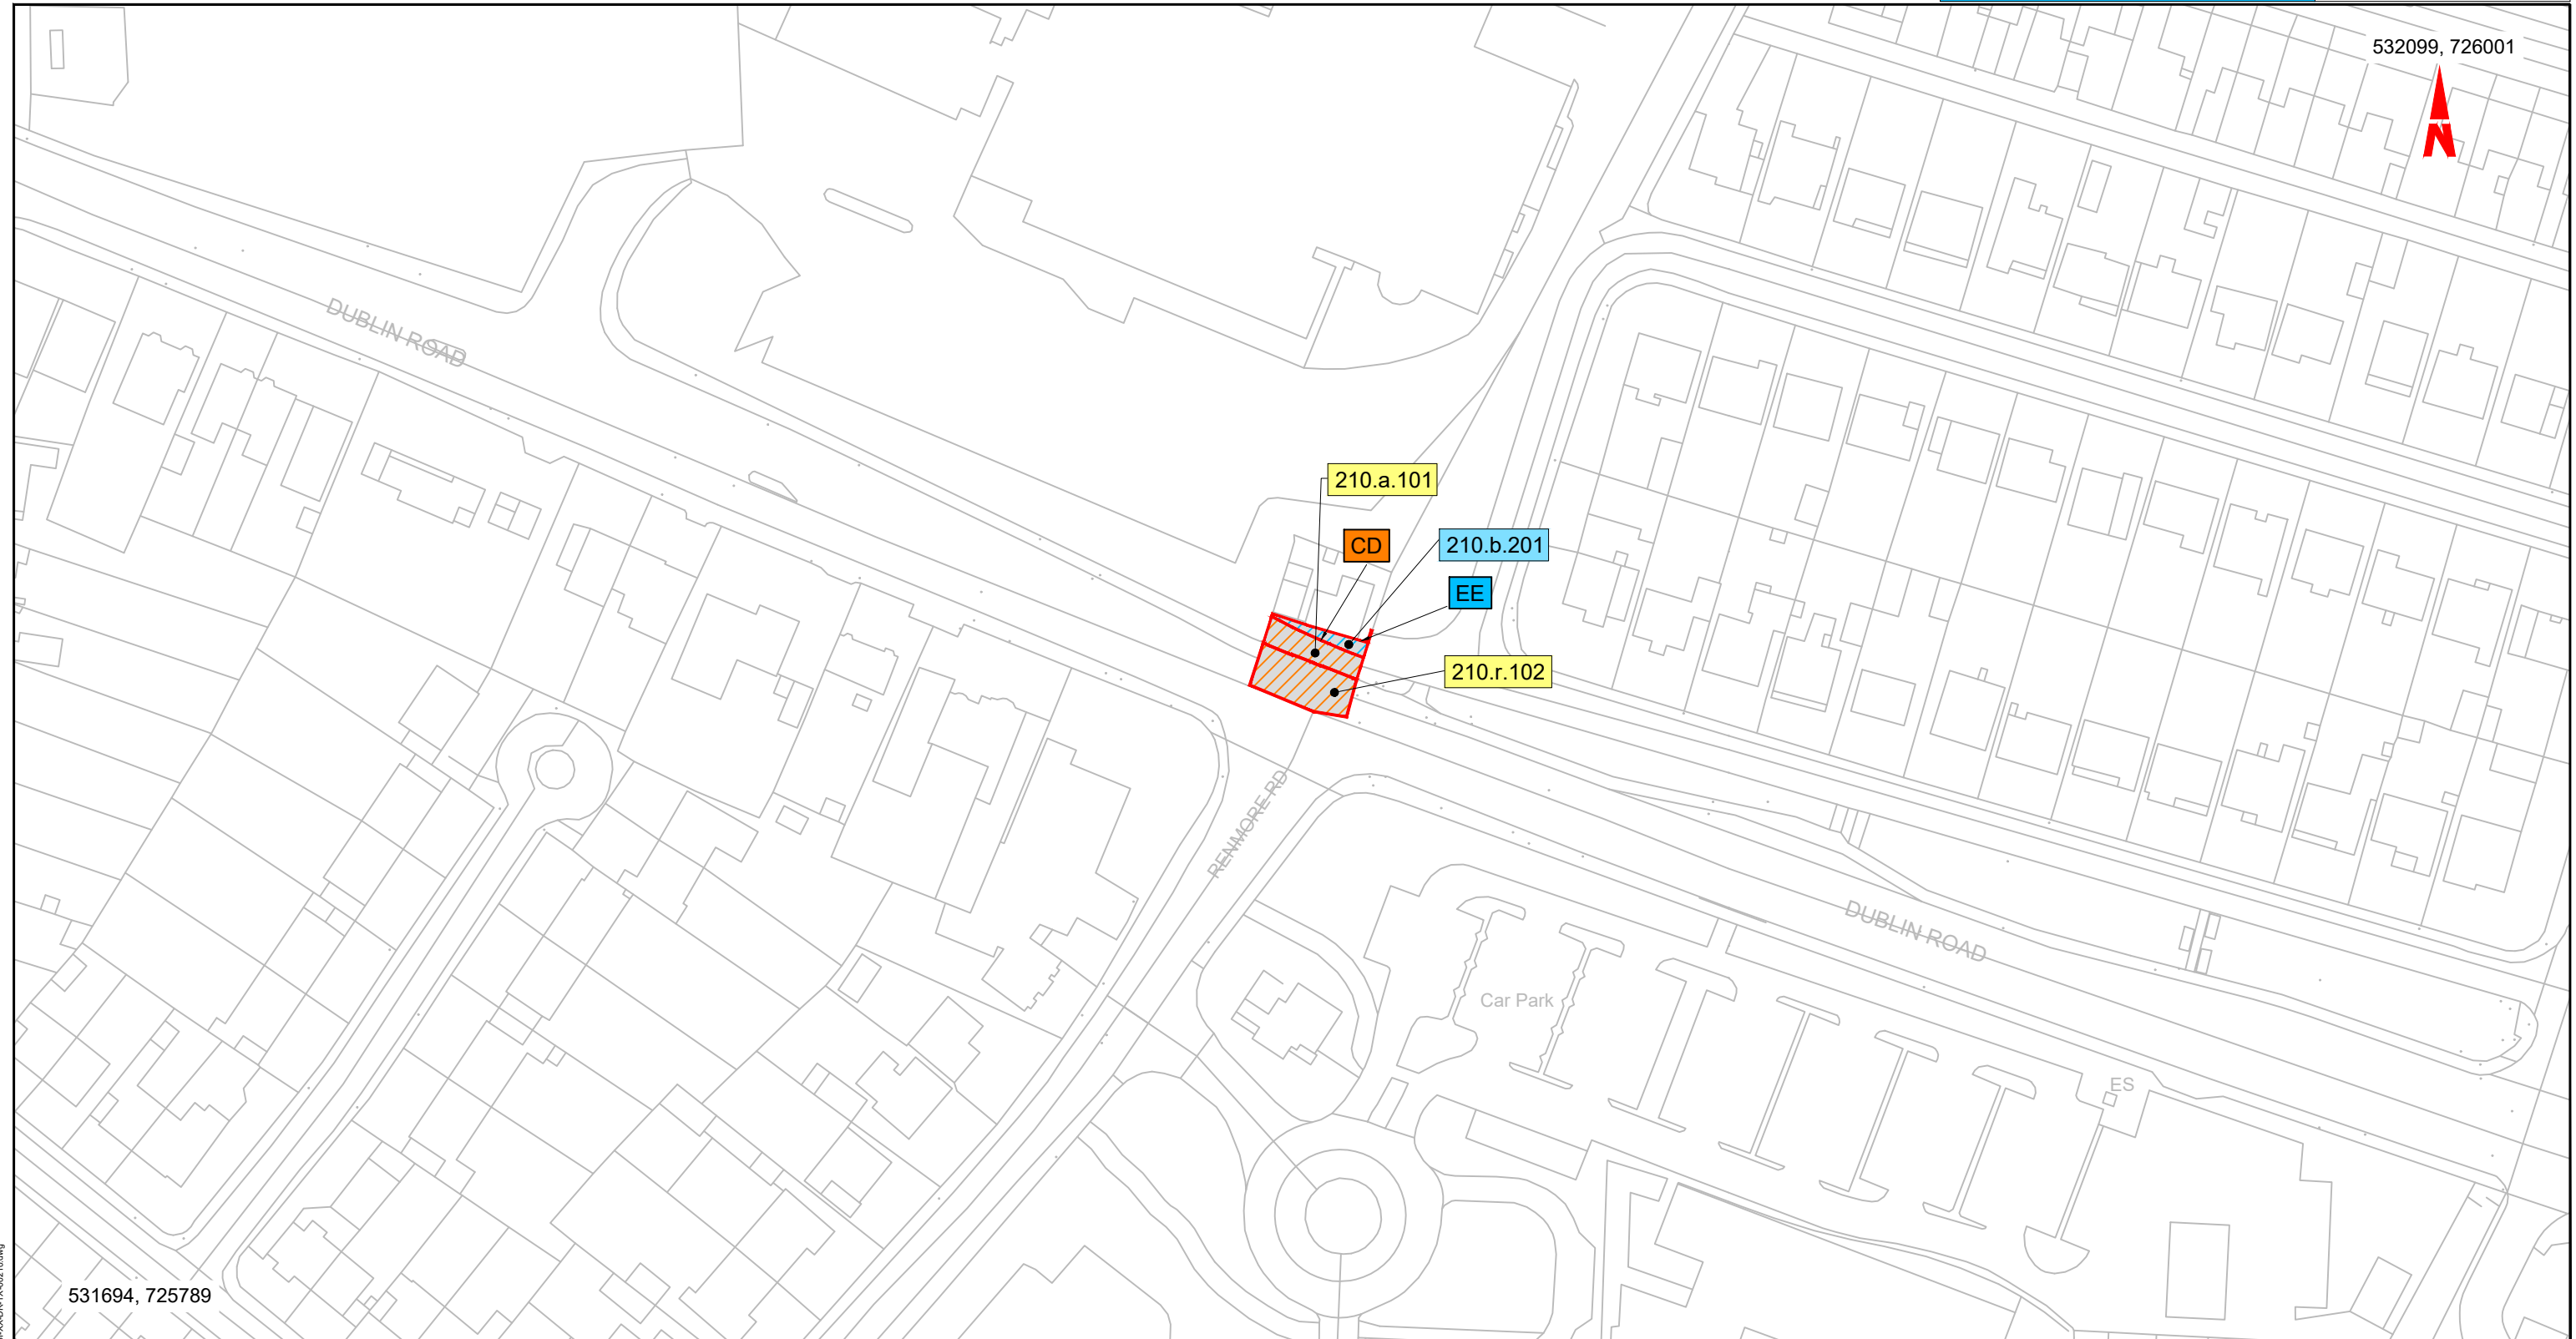 532099, 726001
N
DUBLIN ROAD
210.a.101
CD
210.b.201
EE
210.r.102
RENMORE RD
DUBLIN ROAD
Car Park
ES
531694, 725789